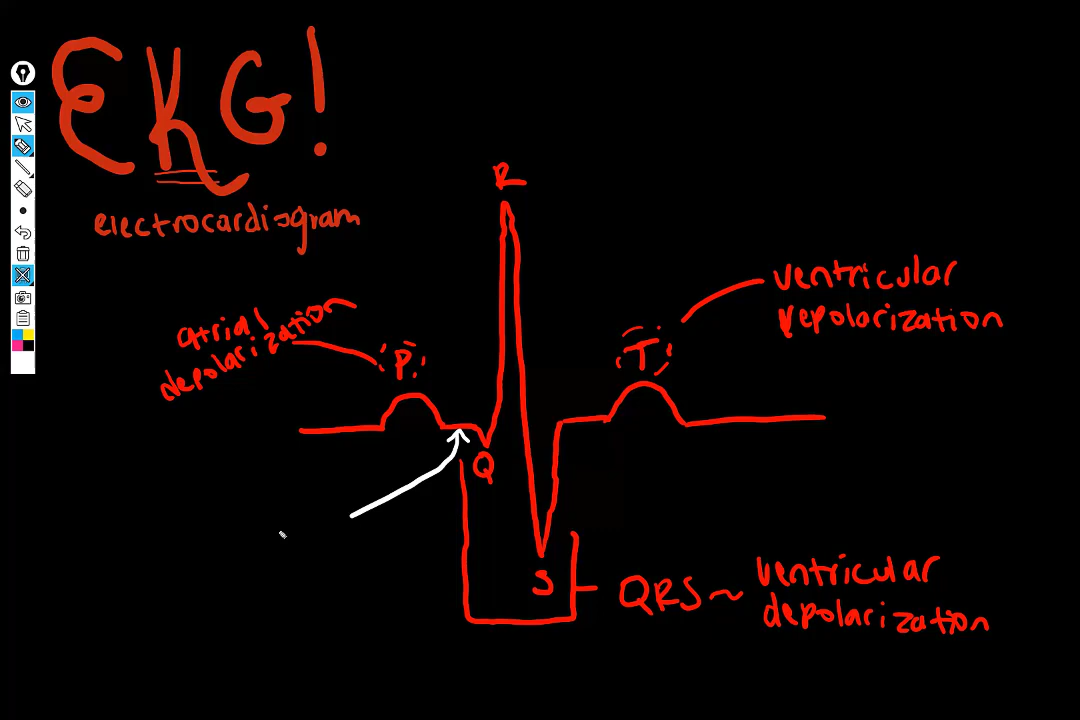 EKG!
electrocardiogram
R
ventricular
repolarization
atrial
depolarization
P
T
Q
S
QRS ~ ventricular
depolarization